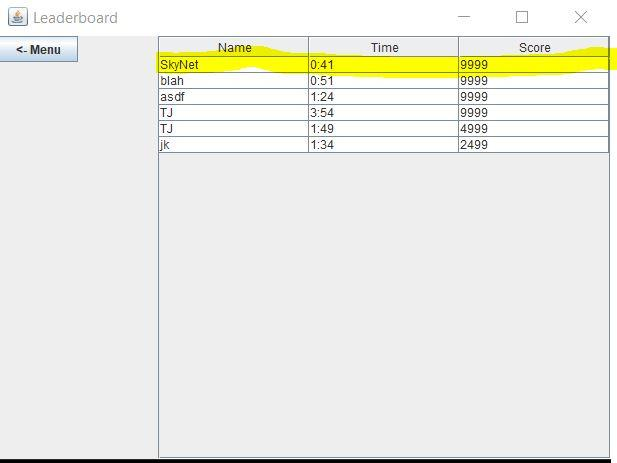 Leaderboard
<- Menu
Name Time Score
SkyNet 0:41 9999
blah 0:51 9999
asdf 1:24 9999
TJ 3:54 9999
TJ 1:49 4999
jk 1:34 2499